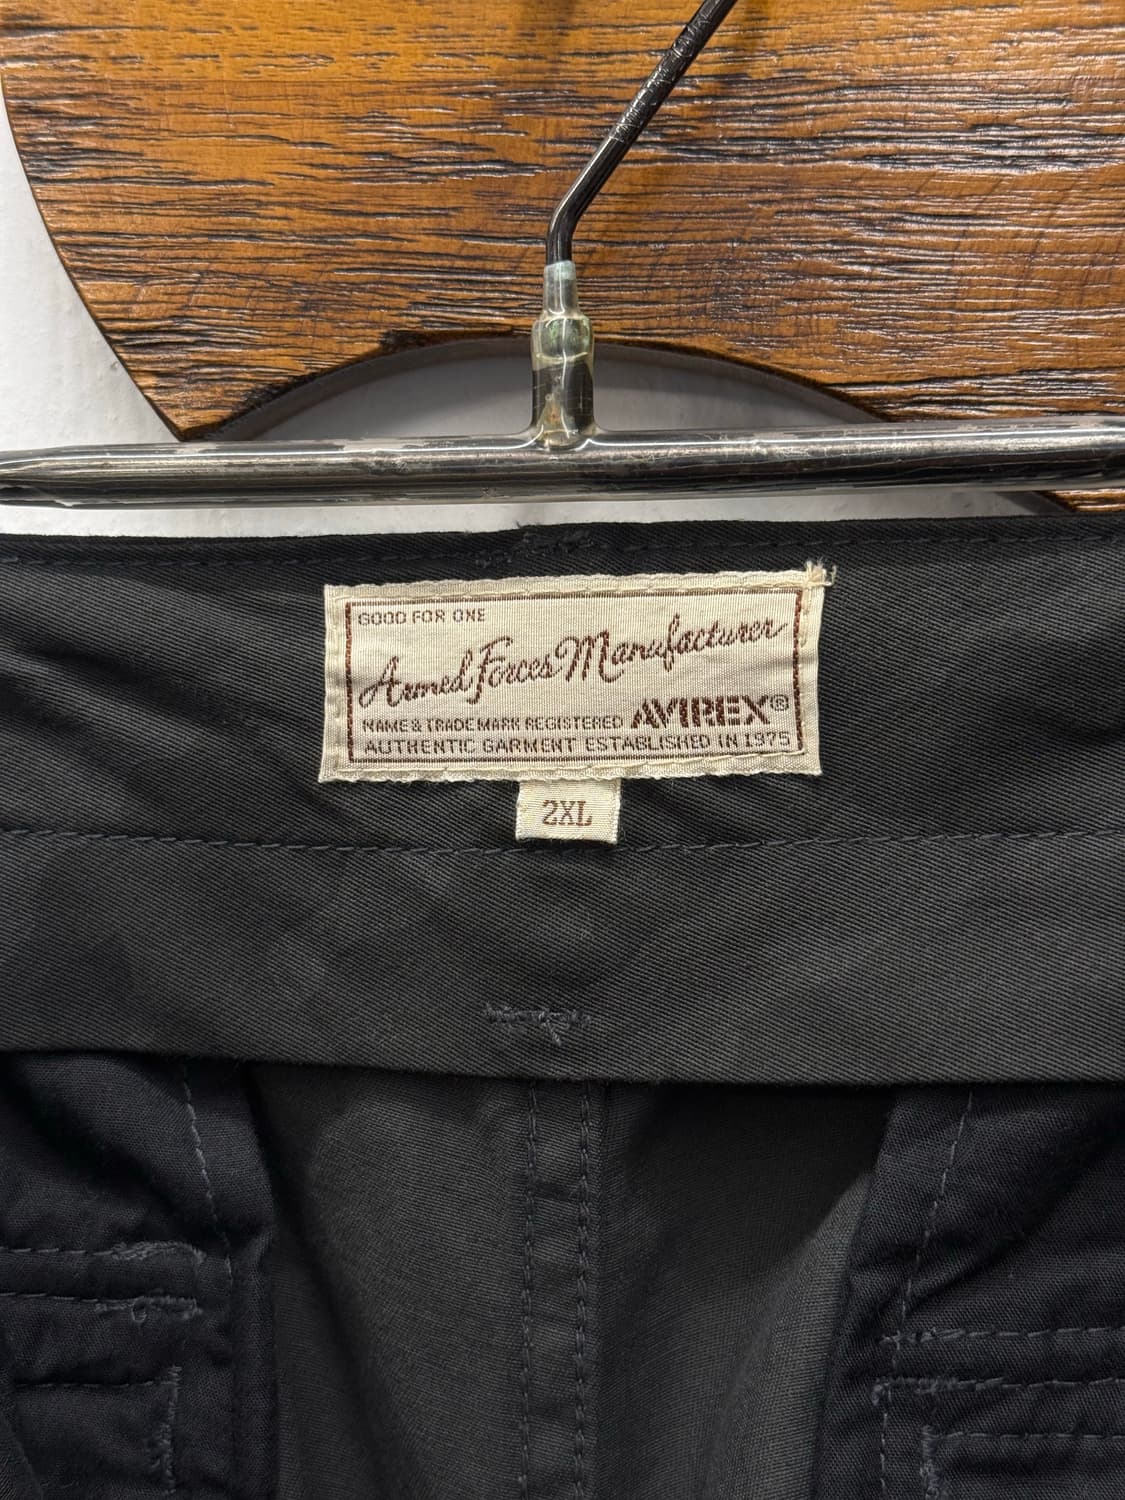 GOOD FOR ONE
Armed Forces Manufacturer
NAME & TRADE MARK REGISTERED AVIREX®
AUTHENTIC GARMENT ESTABLISHED IN 1975
2XL